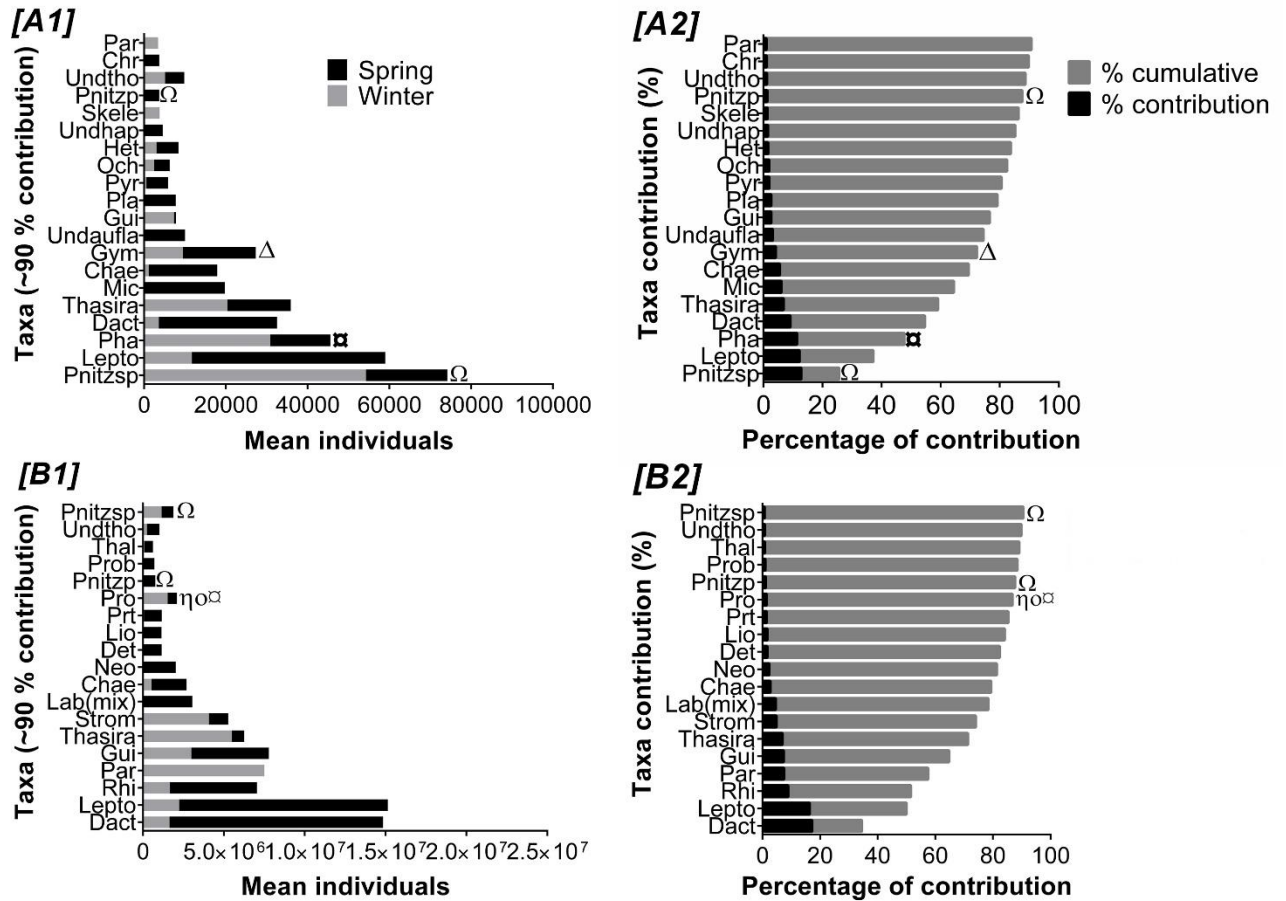 [A1]
Taxa (~90 % contribution)
Par
Chr
Undtho
Pnitzp Ω
Skele
Undhap
Het
Och
Pyr
Pla
Gui
Undaufla
Gym Δ
Chae
Mic
Thasira
Dact
Pha ¤
Lepto
Pnitzsp Ω
Spring
Winter
0 20000 40000 60000 80000 100000
Mean individuals
[A2]
Taxa contribution (%)
Par
Chr
Undtho
Pnitzp Ω
Skele
Undhap
Het
Och
Pyr
Pla
Gui
Undaufla
Gym Δ
Chae
Mic
Thasira
Dact
Pha ¤
Lepto
Pnitzsp Ω
% cumulative
% contribution
0 20 40 60 80 100
Percentage of contribution
[B1]
Taxa (~90 % contribution)
Pnitzsp Ω
Undtho
Thal
Prob
Pnitzp Ω
Pro ηο¤
Prt
Lio
Det
Neo
Chae
Lab(mix)
Strom
Thasira
Gui
Par
Rhi
Lepto
Dact
0 5.0×10⁶ 1.0×10⁷ 1.5×10⁷ 2.0×10⁷ 2.5×10⁷
Mean individuals
[B2]
Taxa contribution (%)
Pnitzsp Ω
Undtho
Thal
Prob
Pnitzp Ω
Pro ηο¤
Prt
Lio
Det
Neo
Chae
Lab(mix)
Strom
Thasira
Gui
Par
Rhi
Lepto
Dact
0 20 40 60 80 100
Percentage of contribution